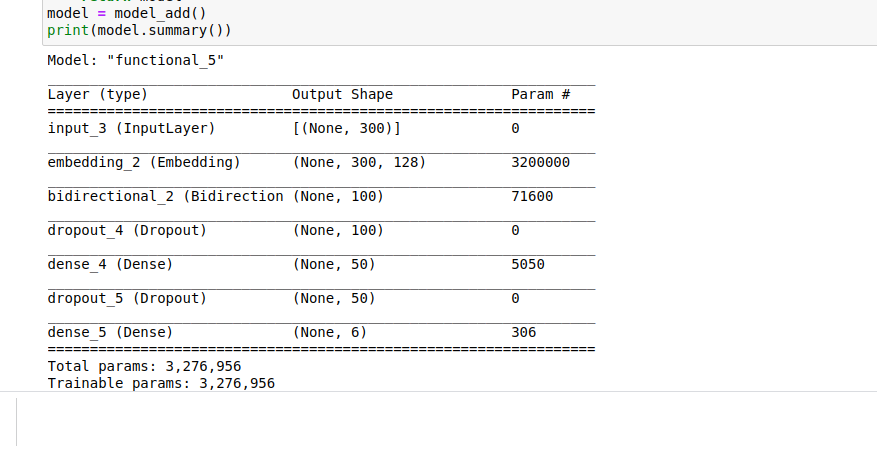 model = model_add()
print(model.summary())
Model: "functional_5"
Layer (type) Output Shape Param #
input_3 (InputLayer) [(None, 300)] 0
embedding_2 (Embedding) (None, 300, 128) 3200000
bidirectional_2 (Bidirection (None, 100) 71600
dropout_4 (Dropout) (None, 100) 0
dense_4 (Dense) (None, 50) 5050
dropout_5 (Dropout) (None, 50) 0
dense_5 (Dense) (None, 6) 306
Total params: 3,276,956
Trainable params: 3,276,956